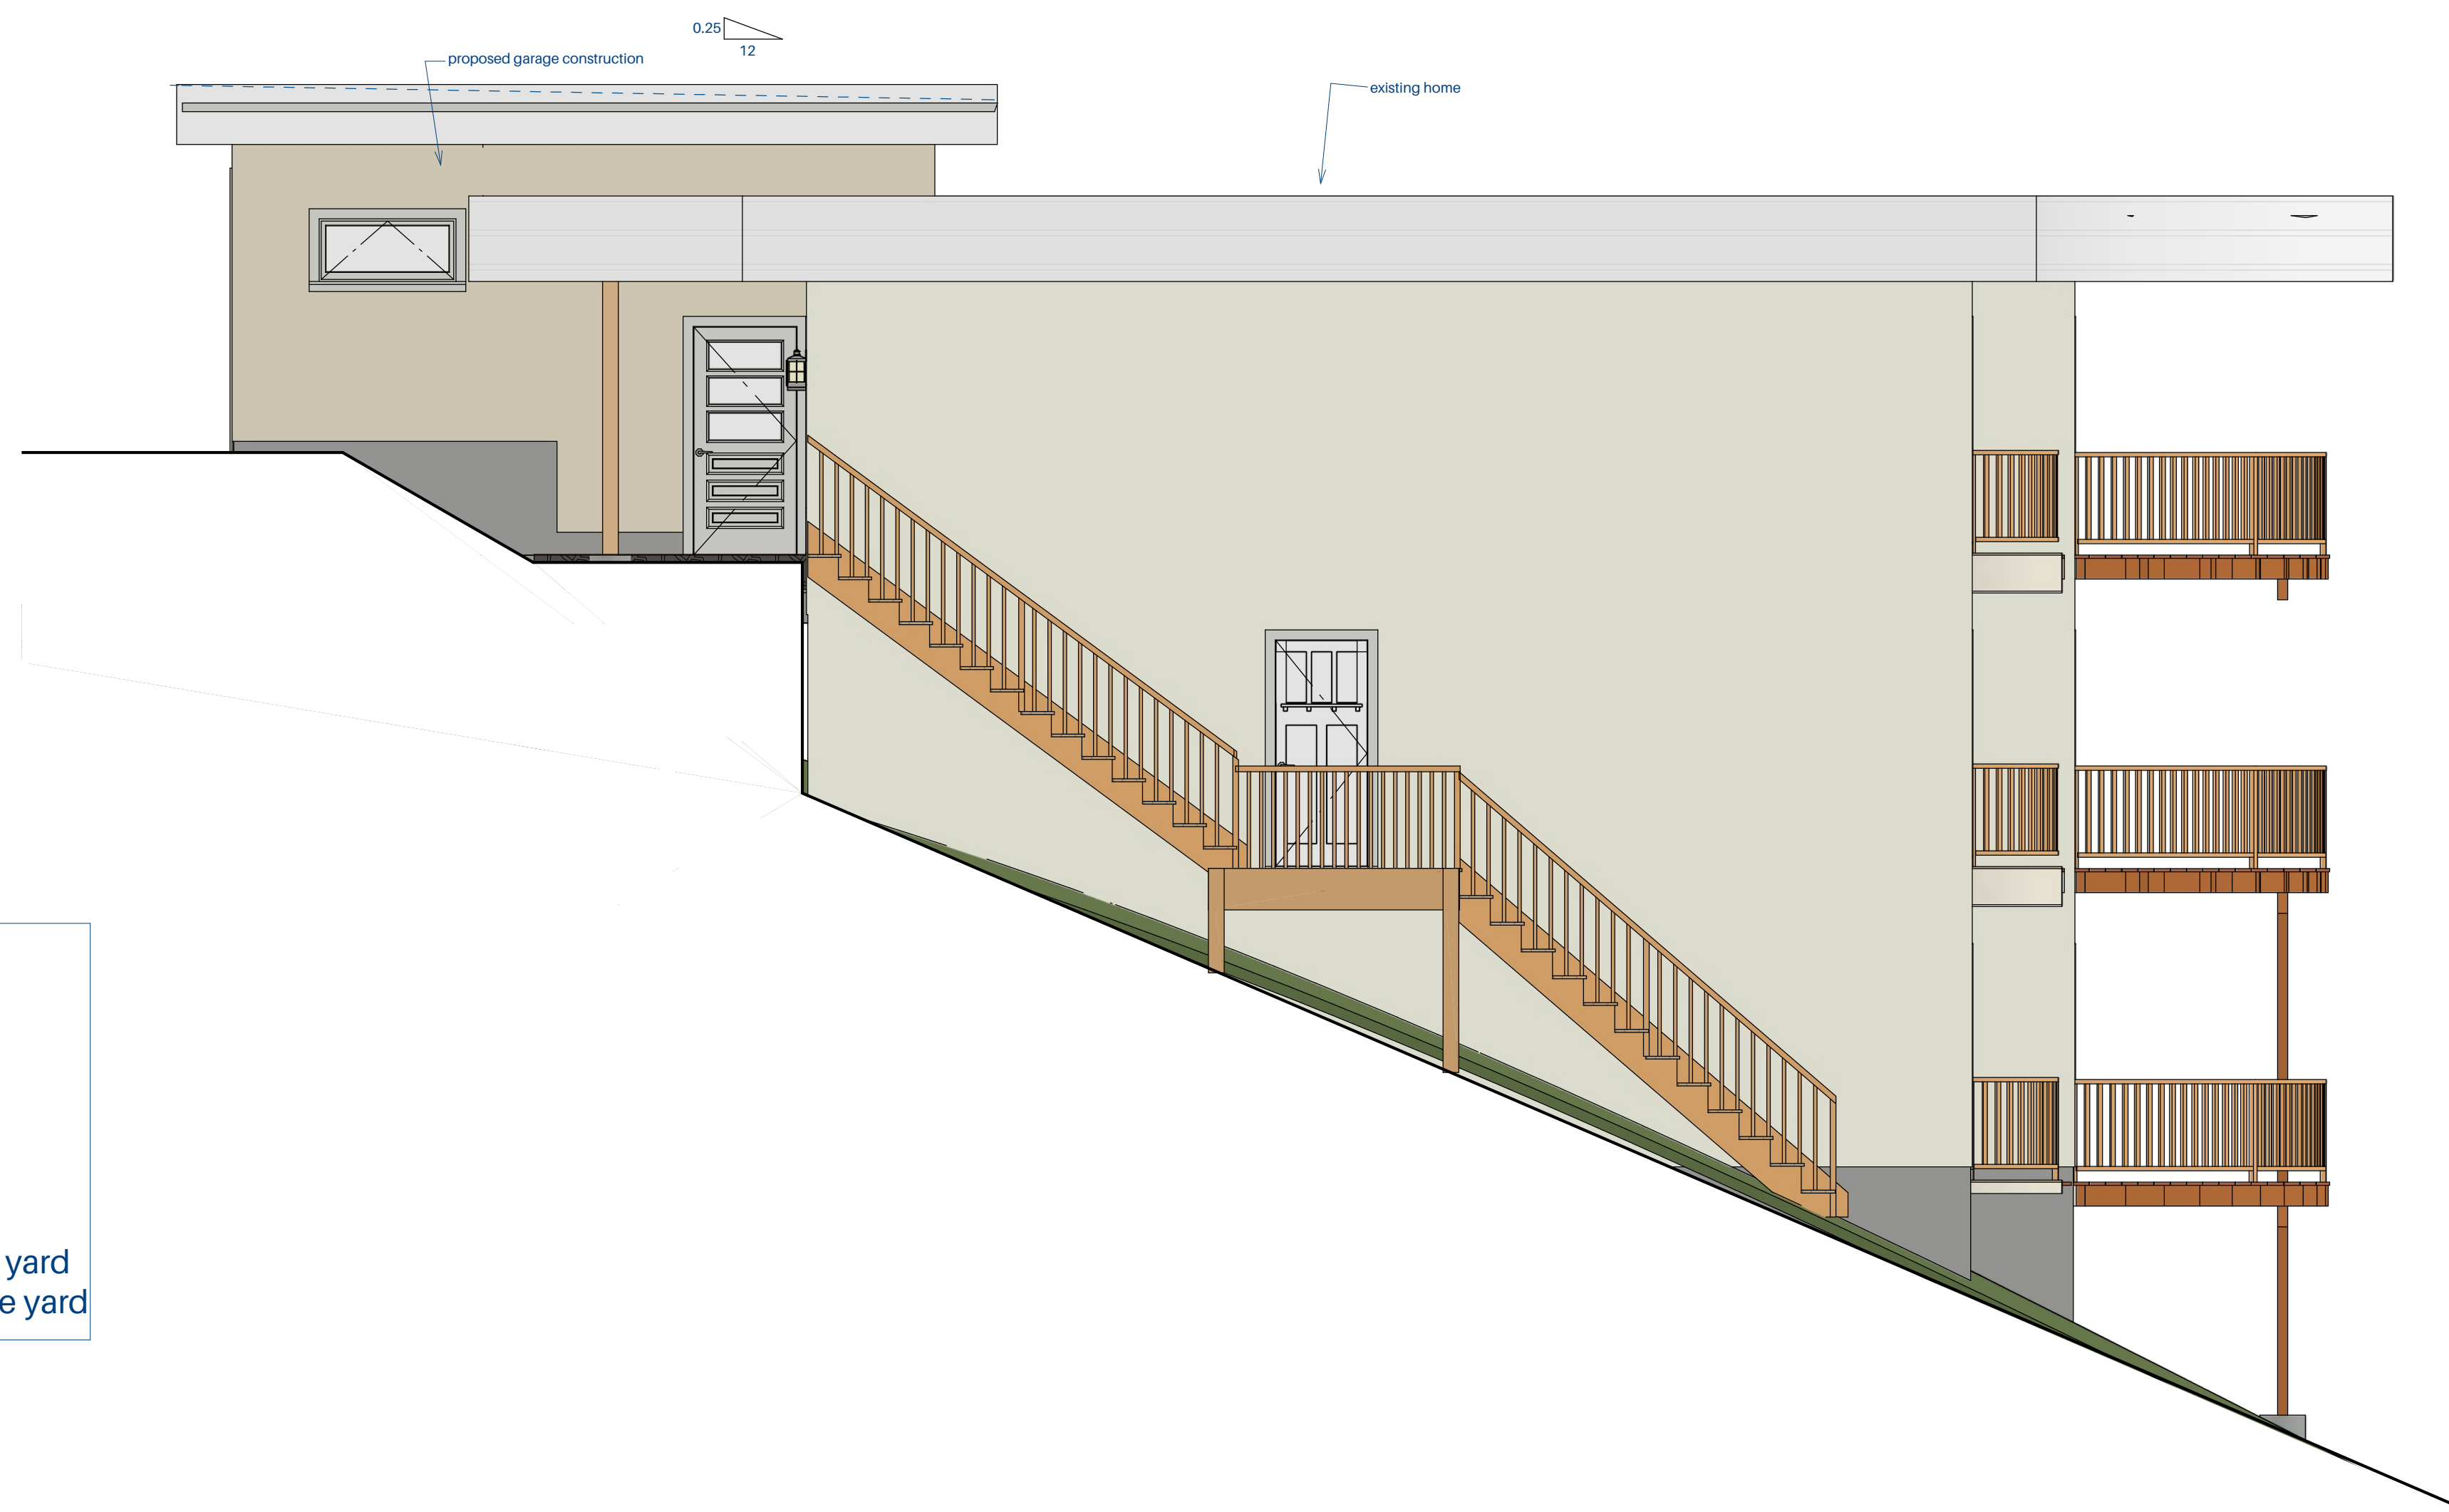 0.25
12
proposed garage construction
existing home
yard
e yard